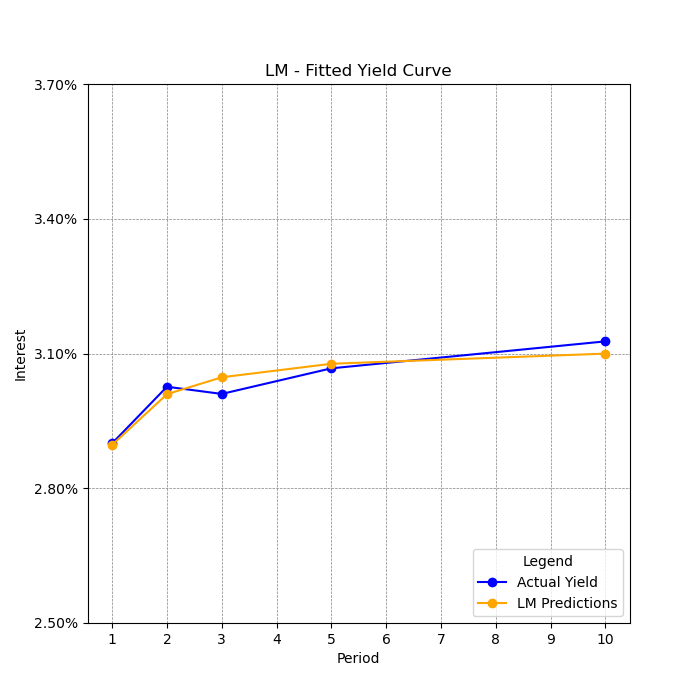 LM - Fitted Yield Curve
3.70%
3.40%
3.10%
2.80%
2.50%
Interest
1 2 3 4 5 6 7 8 9 10
Period
Legend
Actual Yield
LM Predictions